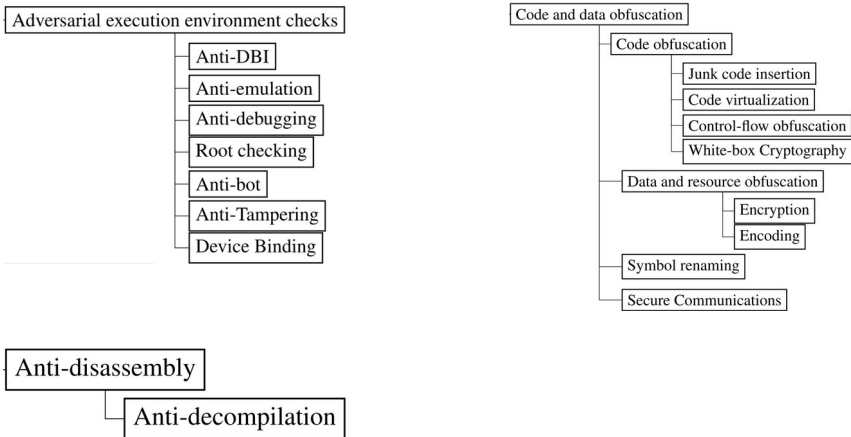 Adversarial execution environment checks
Anti-DBI
Anti-emulation
Anti-debugging
Root checking
Anti-bot
Anti-Tampering
Device Binding
Code and data obfuscation
Code obfuscation
Junk code insertion
Code virtualization
Control-flow obfuscation
White-box Cryptography
Data and resource obfuscation
Encryption
Encoding
Symbol renaming
Secure Communications
Anti-disassembly
Anti-decompilation